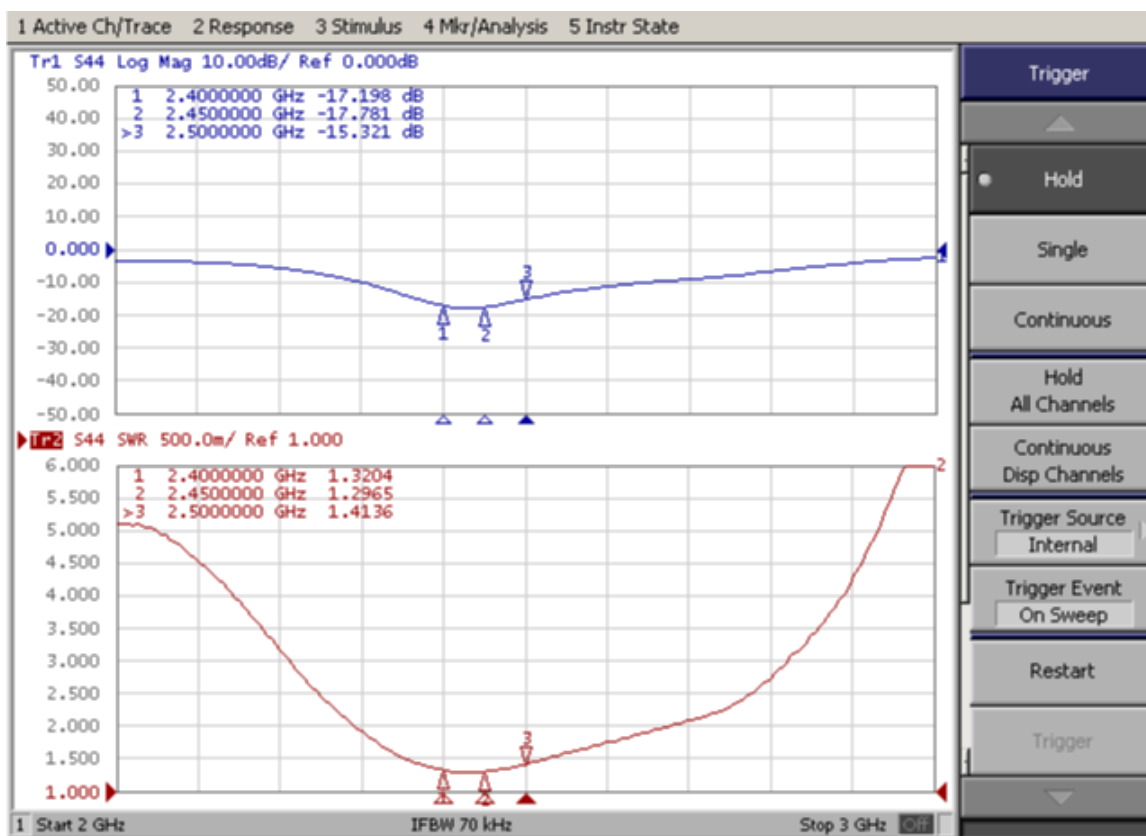 1 Active Ch/Trace 2 Response 3 Stimulus 4 Mkr/Analysis 5 Instr State
Tr1 S44 Log Mag 10.00dB/ Ref 0.000dB
50.00
1 2.4000000 GHz -17.198 dB
2 2.4500000 GHz -17.781 dB
>3 2.5000000 GHz -15.321 dB
40.00
30.00
20.00
10.00
0.000
-10.00
-20.00
-30.00
-40.00
-50.00
1
2
3
1
Tr2 S44 SWR 500.0m/ Ref 1.000
6.000
1 2.4000000 GHz 1.3204
2 2.4500000 GHz 1.2965
>3 2.5000000 GHz 1.4136
5.500
5.000
4.500
4.000
3.500
3.000
2.500
2.000
1.500
1.000
3
2
1 Start 2 GHz IFBW 70 kHz Stop 3 GHz Off
Trigger
Hold
Single
Continuous
Hold
All Channels
Continuous
Disp Channels
Trigger Source
Internal
Trigger Event
On Sweep
Restart
Trigger